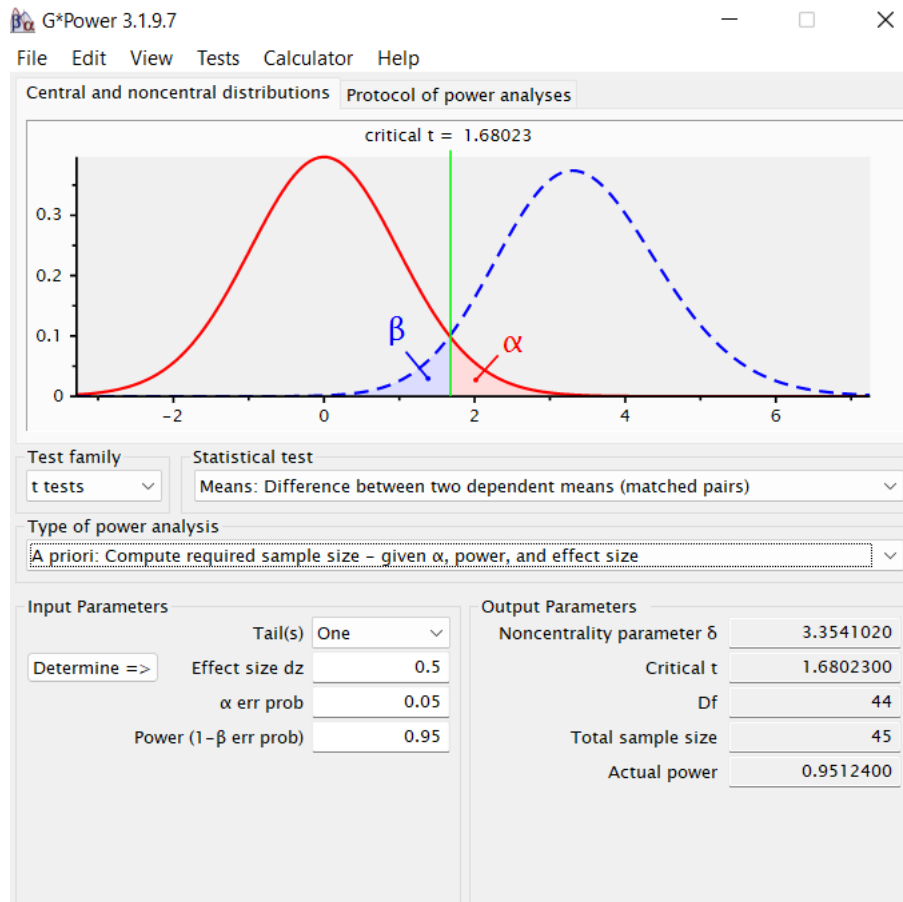 G*Power 3.1.9.7
File Edit View Tests Calculator Help
Central and noncentral distributions Protocol of power analyses
critical t = 1.68023
0.3
0.2
0.1
0
β
α
-2 0 2 4 6
Test family
t tests
Statistical test
Means: Difference between two dependent means (matched pairs)
Type of power analysis
A priori: Compute required sample size – given α, power, and effect size
Input Parameters
Tail(s) One
Determine => Effect size dz 0.5
α err prob 0.05
Power (1-β err prob) 0.95
Output Parameters
Noncentrality parameter δ 3.3541020
Critical t 1.6802300
Df 44
Total sample size 45
Actual power 0.9512400